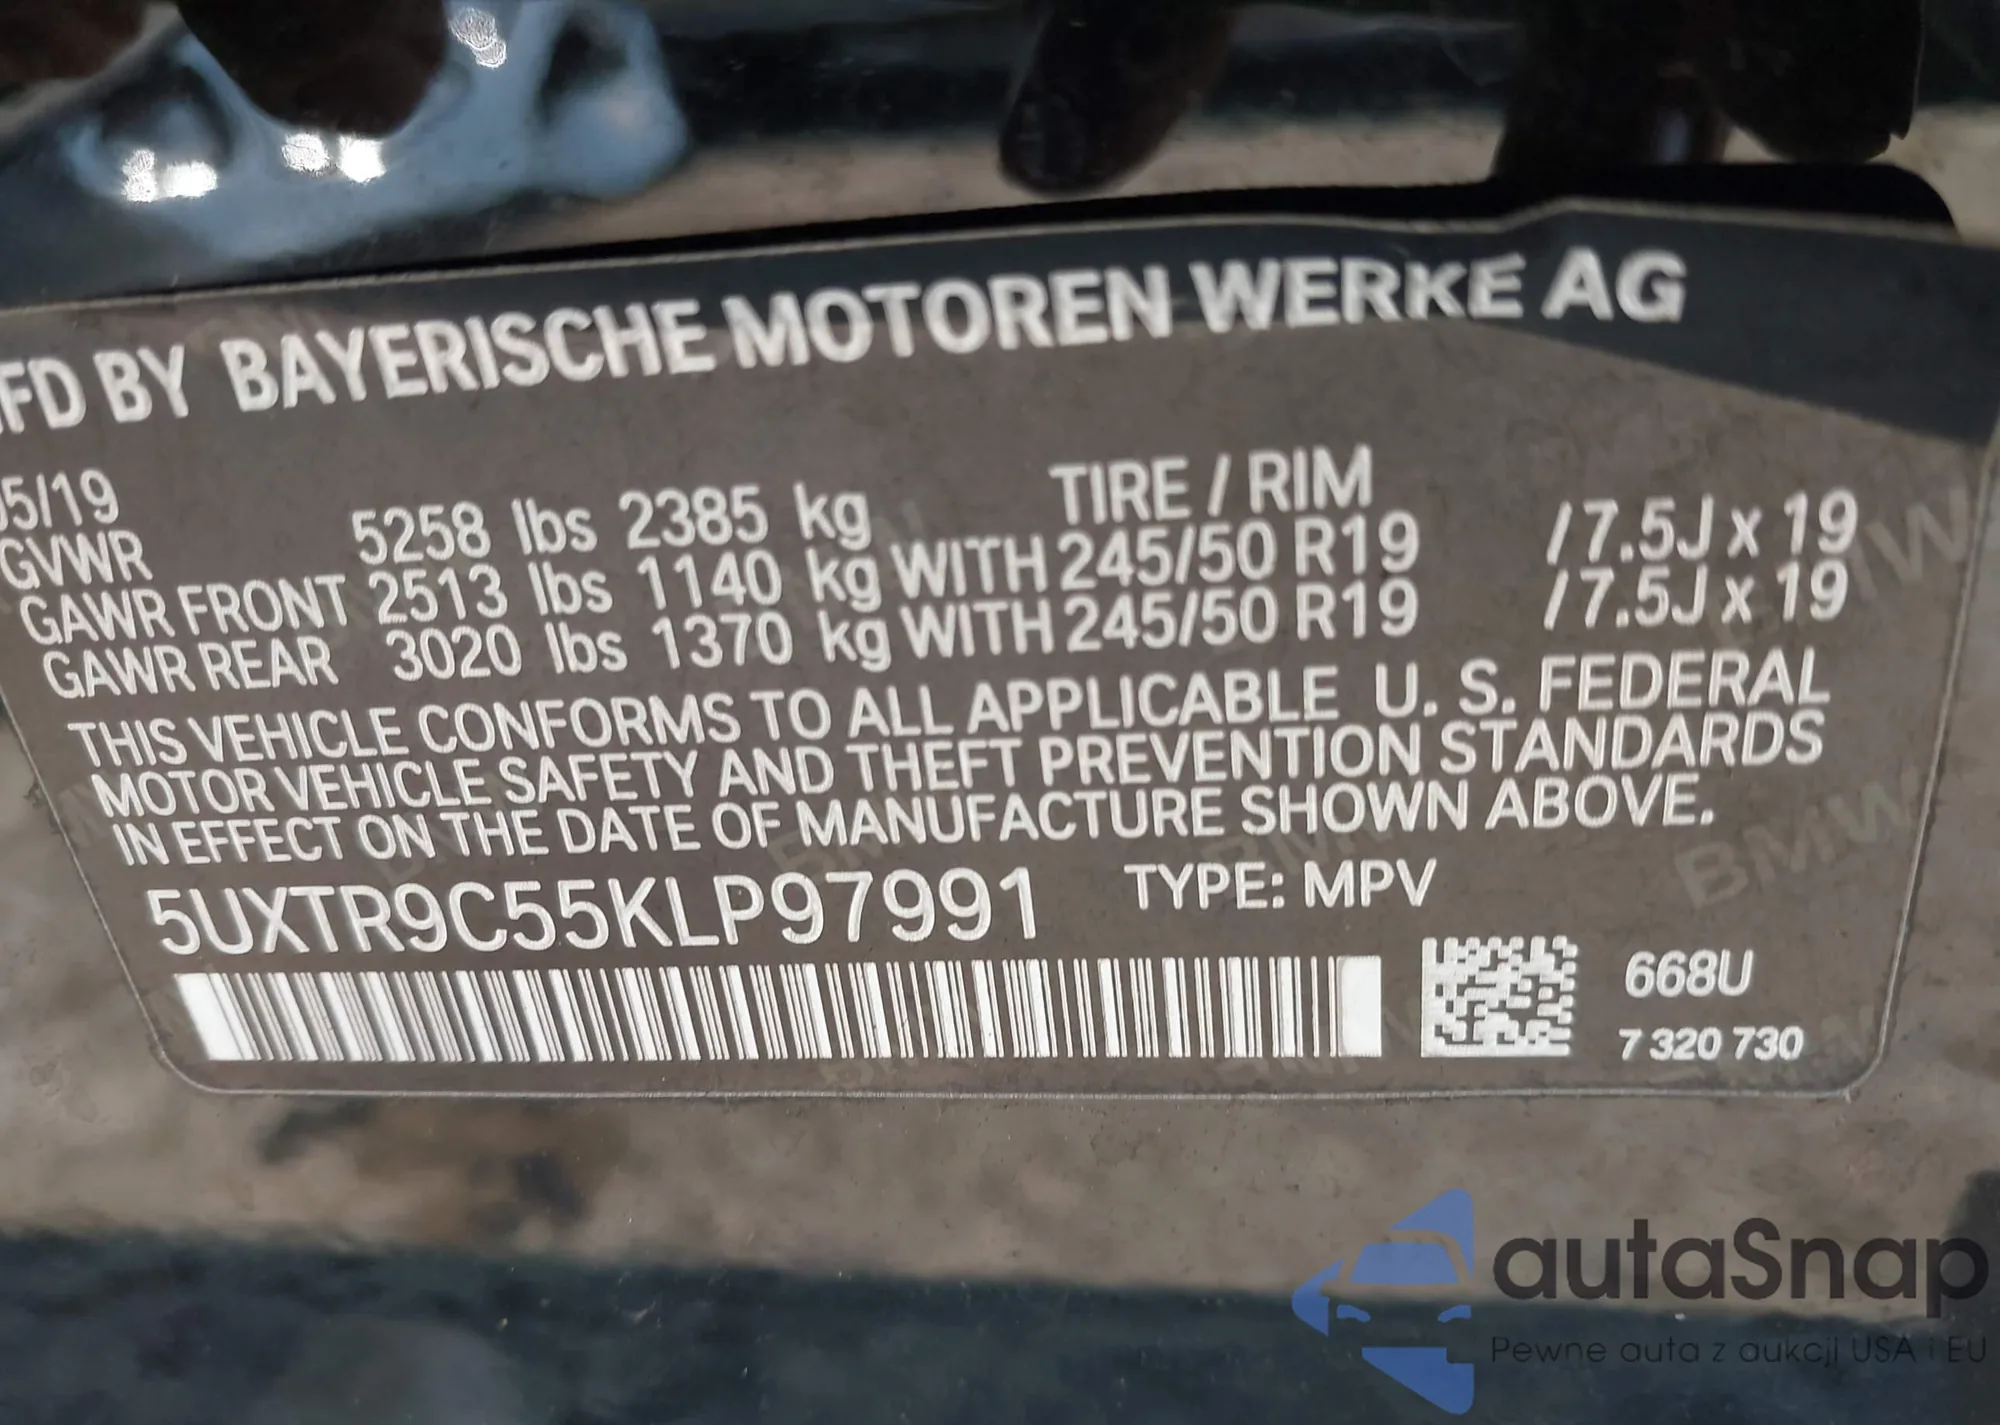 MFD BY BAYERISCHE MOTOREN WERKE AG
05/19
TIRE / RIM
GVWR 5258 lbs 2385 kg
GAWR FRONT 2513 lbs 1140 kg WITH 245/50 R19 / 7.5J x 19
GAWR REAR 3020 lbs 1370 kg WITH 245/50 R19 / 7.5J x 19
THIS VEHICLE CONFORMS TO ALL APPLICABLE U. S. FEDERAL
MOTOR VEHICLE SAFETY AND THEFT PREVENTION STANDARDS
IN EFFECT ON THE DATE OF MANUFACTURE SHOWN ABOVE.
5UXTR9C55KLP97991 TYPE: MPV
668U
7 320 730
autaSnap
Pewne auta z aukcji USA i EU